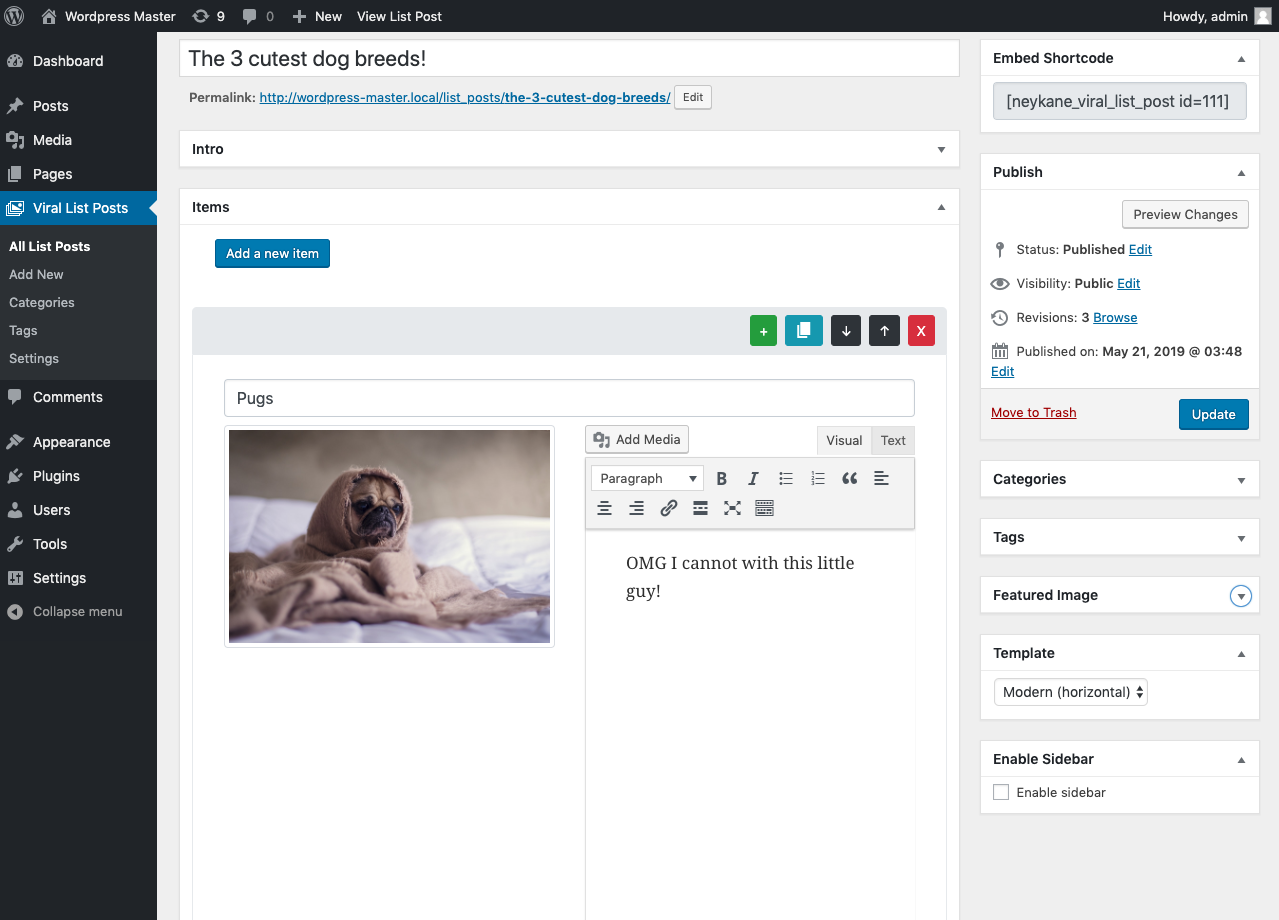 Wordpress Master 9 0 New View List Post Howdy, admin
Dashboard
Posts
Media
Pages
Viral List Posts
All List Posts
Add New
Categories
Tags
Settings
Comments
Appearance
Plugins
Users
Tools
Settings
Collapse menu
The 3 cutest dog breeds!
Permalink: http://wordpress-master.local/list_posts/the-3-cutest-dog-breeds/ Edit
Intro
Items
Add a new item
+ X
Pugs
Add Media Visual Text
Paragraph B I
OMG I cannot with this little
guy!
Embed Shortcode
[neykane_viral_list_post id=111]
Publish
Preview Changes
Status: Published Edit
Visibility: Public Edit
Revisions: 3 Browse
Published on: May 21, 2019 @ 03:48
Edit
Move to Trash Update
Categories
Tags
Featured Image
Template
Modern (horizontal)
Enable Sidebar
Enable sidebar